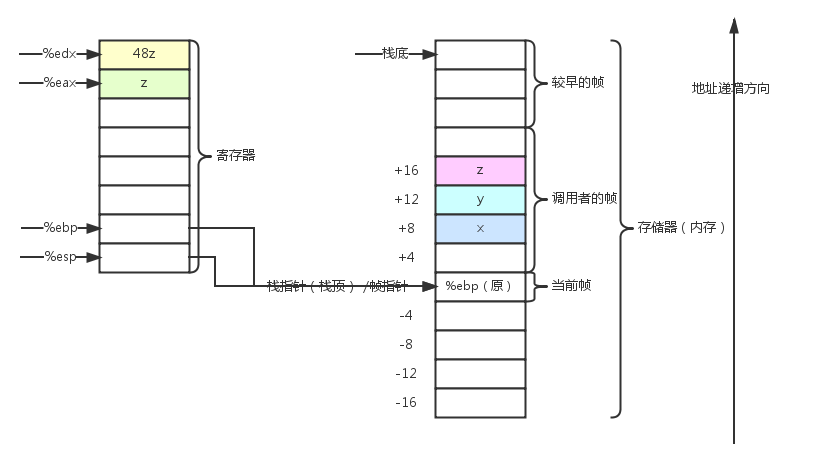 %edx
48z
%eax
z
寄存器
%ebp
%esp
栈底
较早的帧
地址递增方向
+16
z
+12
y
调用者的帧
+8
x
存储器（内存）
+4
栈指针（栈顶）/帧指针
%ebp（原）
当前帧
-4
-8
-12
-16